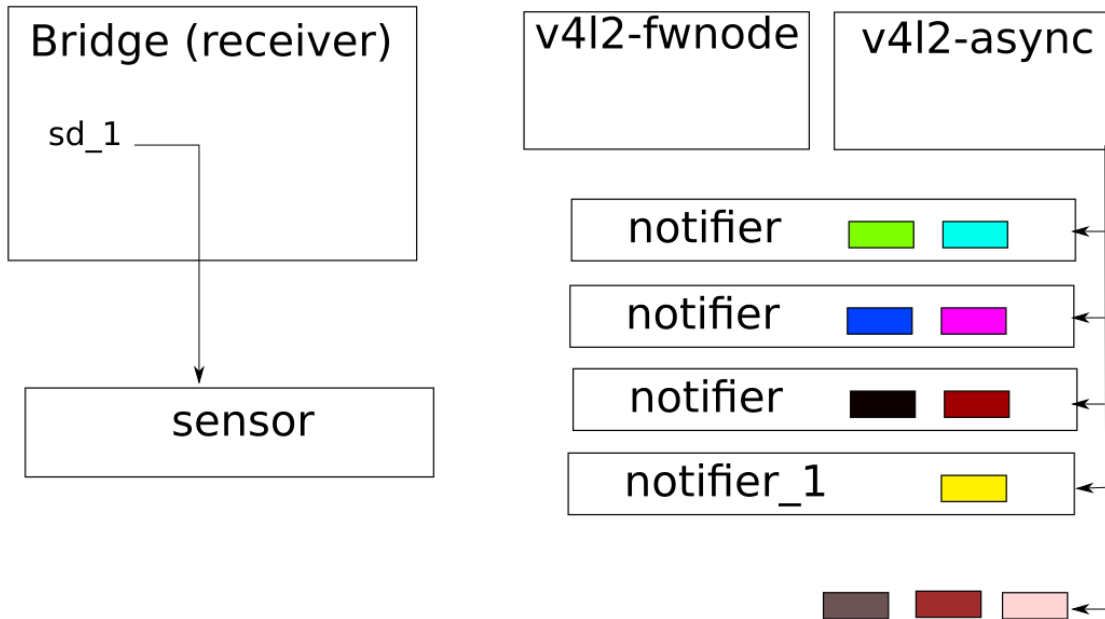 Bridge (receiver)
sd_1
sensor
v4l2-fwnode
v4l2-async
notifier
notifier
notifier
notifier_1